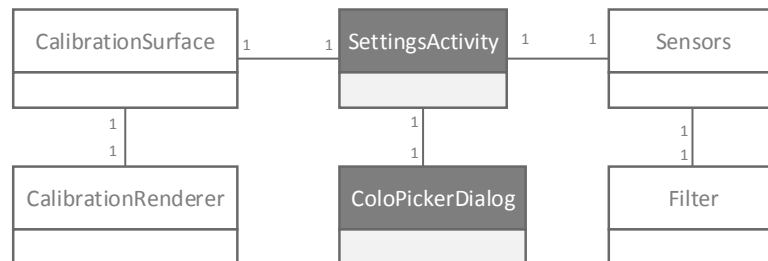 CalibrationSurface 1 1 SettingsActivity 1 1 Sensors
1 1 1
1 1 1
CalibrationRenderer ColoPickerDialog Filter